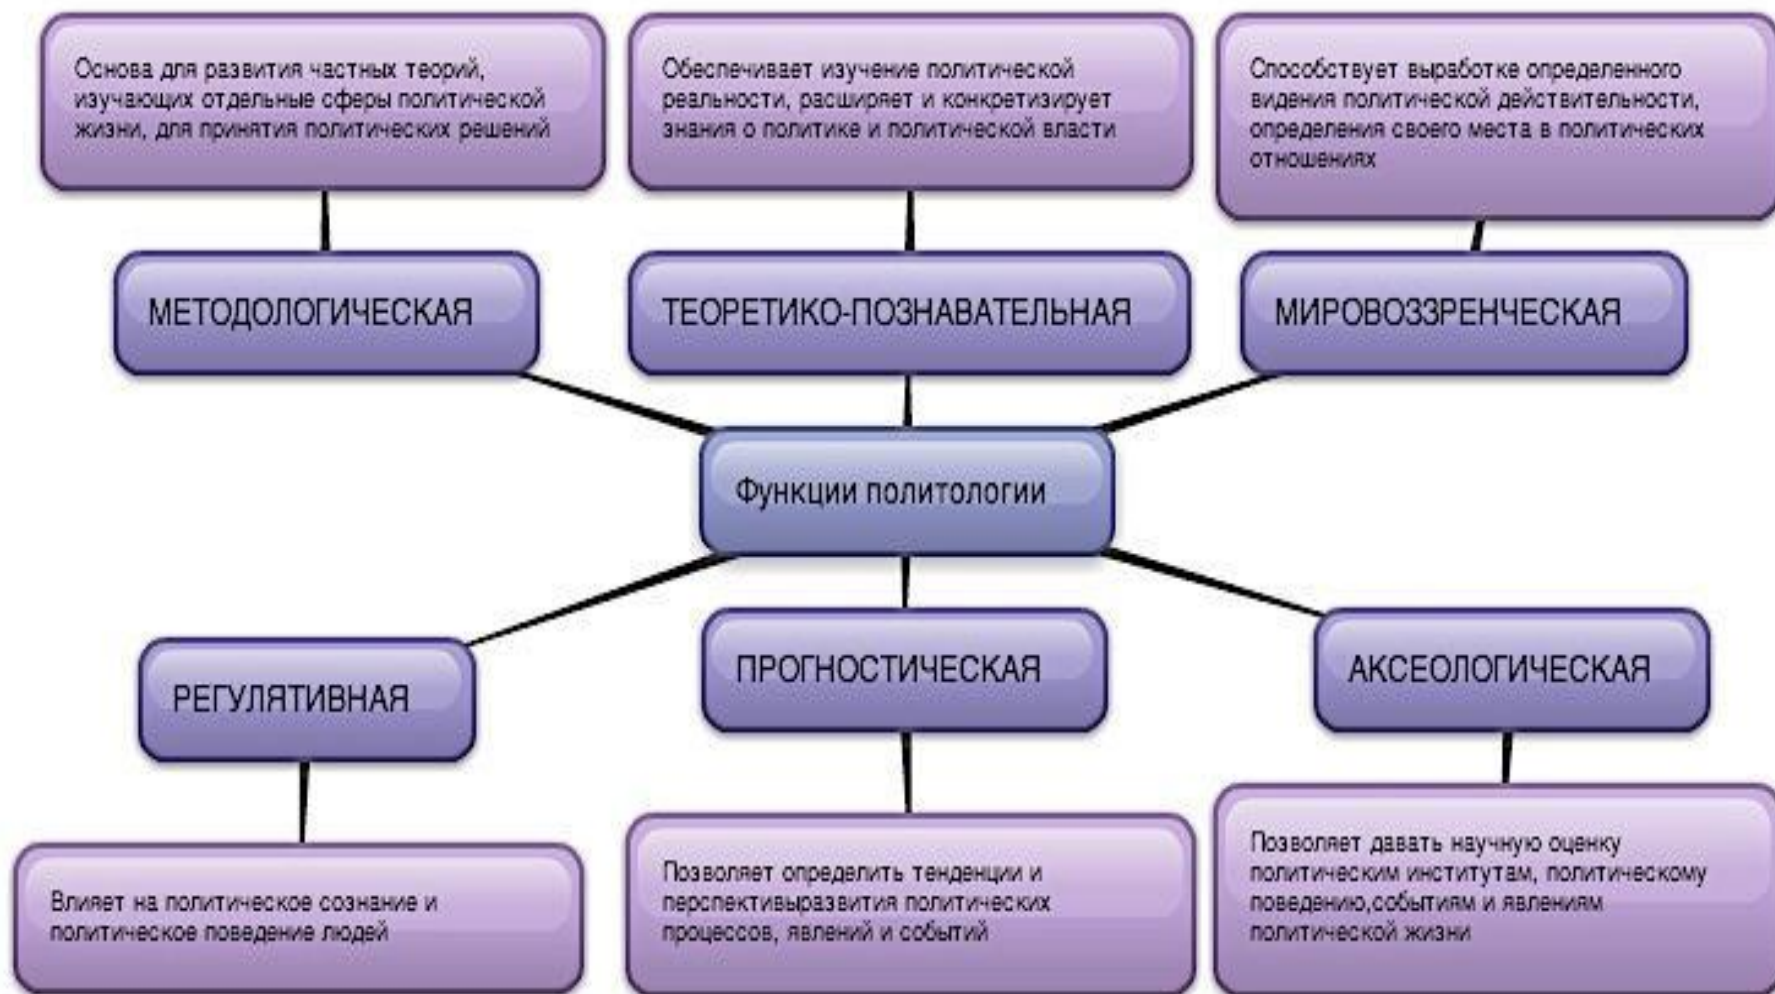 Основа для развития частных теорий,
изучающих отдельные сферы политической
жизни, для принятия политических решений
Обеспечивает изучение политической
реальности, расширяет и конкретизирует
знания о политике и политической власти
Способствует выработке определенного
видения политической действительности,
определения своего места в политических
отношениях
МЕТОДОЛОГИЧЕСКАЯ
ТЕОРЕТИКО-ПОЗНАВАТЕЛЬНАЯ
МИРОВОЗЗРЕНЧЕСКАЯ
Функции политологии
РЕГУЛЯТИВНАЯ
ПРОГНОСТИЧЕСКАЯ
АКСЕОЛОГИЧЕСКАЯ
Влияет на политическое сознание и
политическое поведение людей
Позволяет определить тенденции и
перспективыразвития политических
процессов, явлений и событий
Позволяет давать научную оценку
политическим институтам, политическому
поведению,событиям и явлениям
политической жизни